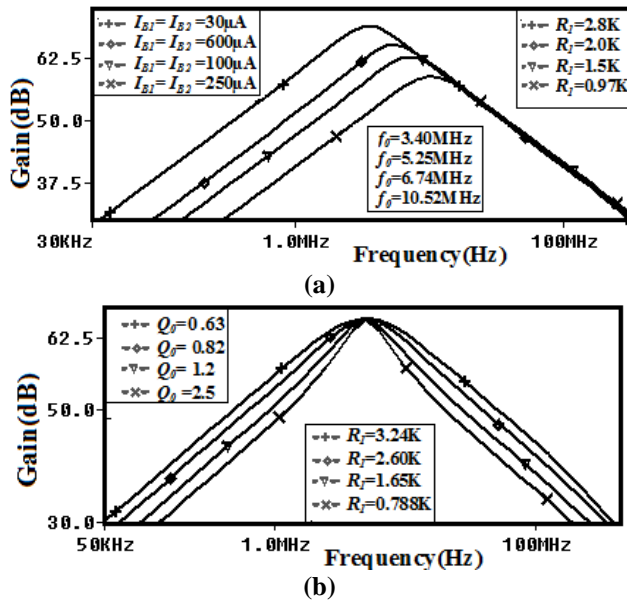 I_B1= I_B2 = 30µA
I_B1= I_B2 = 600µA
I_B1= I_B2 = 100µA
I_B1= I_B2 = 250µA
R_1=2.8K
R_1=2.0K
R_1=1.5K
R_1=0.97K
f_0=3.40MHz
f_0=5.25MHz
f_0=6.74MHz
f_0=10.52MHz
Gain(dB)
62.5
50.0
37.5
30KHz
1.0MHz
100MHz
Frequency(Hz)
(a)
Q_0= 0.63
Q_0= 0.82
Q_0= 1.2
Q_0 =2.5
R_1=3.24K
R_1=2.60K
R_1=1.65K
R_1=0.788K
Gain(dB)
62.5
50.0
30.0
50KHz
1.0MHz
100MHz
Frequency(Hz)
(b)